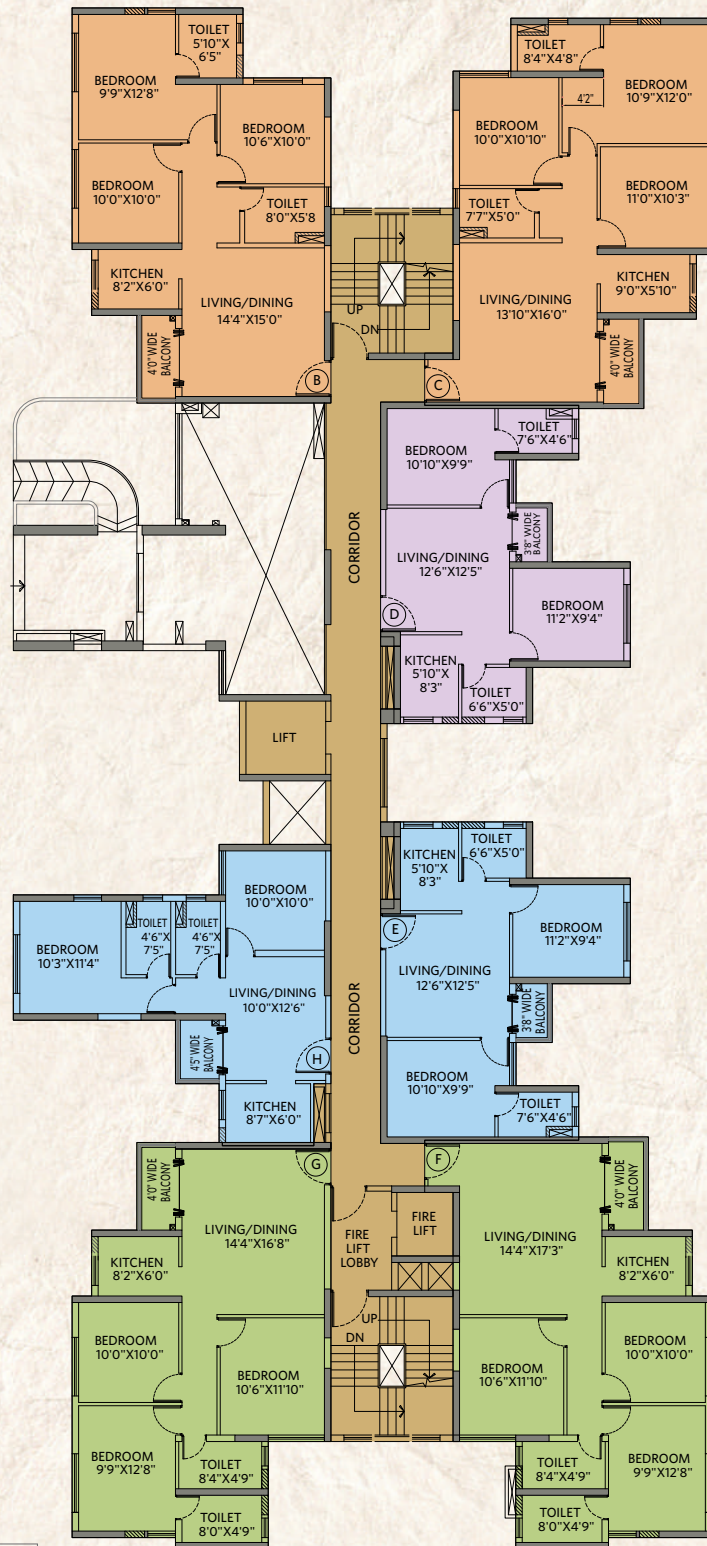 TOILET
5'10"X
6'5"
BEDROOM
9'9"X12'8"
BEDROOM
10'6"X10'0"
BEDROOM
10'0"X10'0"
TOILET
8'0"X5'8
KITCHEN
8'2"X6'0"
LIVING/DINING
14'4"X15'0"
4'0" WIDE
BALCONY
B
UP
DN
TOILET
8'4"X4'8"
BEDROOM
10'9"X12'0"
4'2"
BEDROOM
10'0"X10'10"
BEDROOM
11'0"X10'3"
TOILET
7'7"X5'0"
KITCHEN
9'0"X5'10"
LIVING/DINING
13'10"X16'0"
4'0" WIDE
BALCONY
C
CORRIDOR
TOILET
7'6"X4'6"
BEDROOM
10'10"X9'9"
LIVING/DINING
12'6"X12'5"
3'8" WIDE
BALCONY
D
BEDROOM
11'2"X9'4"
KITCHEN
5'10"X
8'3"
TOILET
6'6"X5'0"
LIFT
KITCHEN
5'10"X
8'3"
TOILET
6'6"X5'0"
E
BEDROOM
11'2"X9'4"
LIVING/DINING
12'6"X12'5"
3'8" WIDE
BALCONY
BEDROOM
10'10"X9'9"
TOILET
7'6"X4'6"
BEDROOM
10'0"X10'0"
BEDROOM
10'3"X11'4"
TOILET
4'6"X
7'5"
TOILET
4'6"X
7'5"
LIVING/DINING
10'0"X12'6"
4'5" WIDE
BALCONY
H
KITCHEN
8'7"X6'0"
CORRIDOR
G
4'0" WIDE
BALCONY
LIVING/DINING
14'4"X16'8"
KITCHEN
8'2"X6'0"
BEDROOM
10'0"X10'0"
BEDROOM
10'6"X11'10"
BEDROOM
9'9"X12'8"
TOILET
8'4"X4'9"
TOILET
8'0"X4'9"
FIRE
LIFT
LOBBY
FIRE
LIFT
UP
DN
F
4'0" WIDE
BALCONY
LIVING/DINING
14'4"X17'3"
KITCHEN
8'2"X6'0"
BEDROOM
10'0"X10'0"
BEDROOM
10'6"X11'10"
TOILET
8'4"X4'9"
BEDROOM
9'9"X12'8"
TOILET
8'0"X4'9"